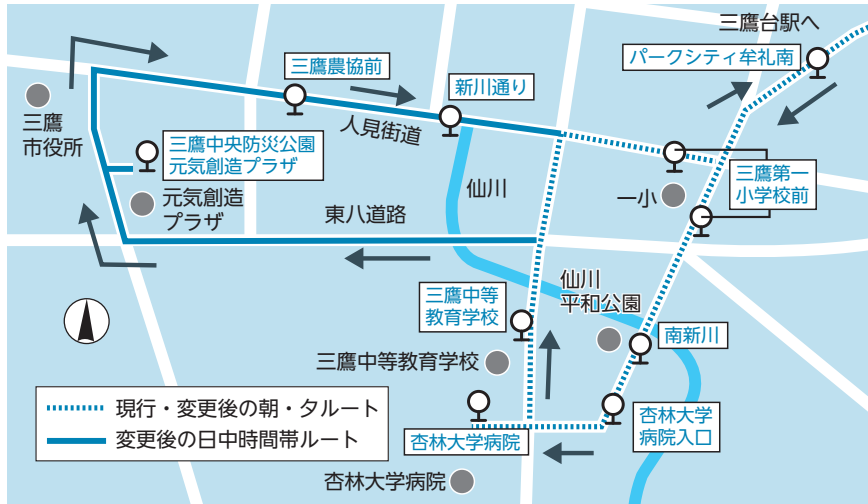 三鷹台駅へ
パークシティ牟礼南
三鷹農協前
新川通り
人見街道
三鷹
市役所
三鷹中央防災公園
元気創造プラザ
元気創造
プラザ
仙川
東八道路
一小
三鷹第一
小学校前
三鷹中等
教育学校
仙川
平和公園
南新川
三鷹中等教育学校
現行・変更後の朝・夕ルート
変更後の日中時間帯ルート
杏林大学病院
杏林大学
病院入口
杏林大学病院